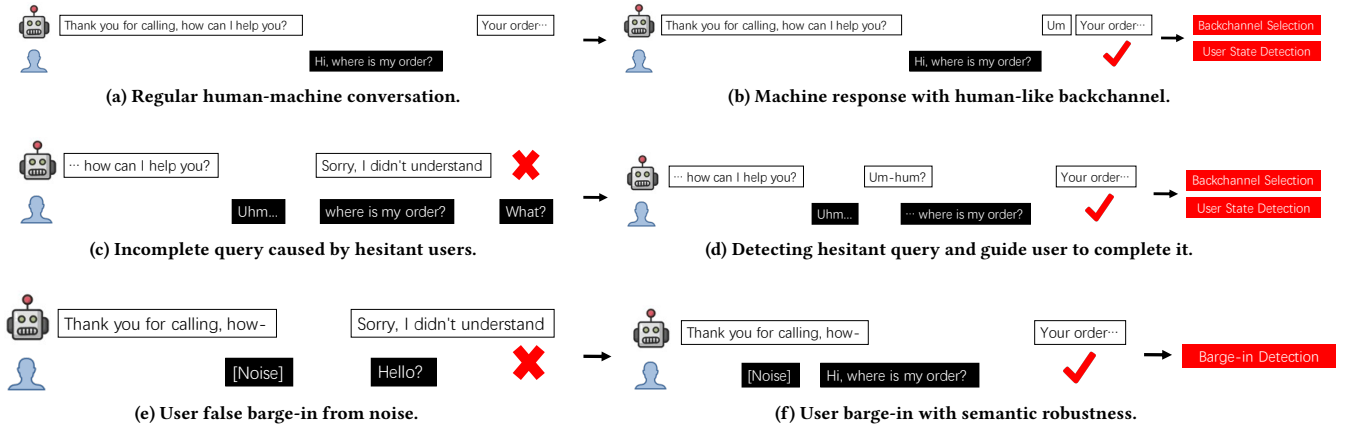 Thank you for calling, how can I help you?
Your order···
Hi, where is my order?
(a) Regular human-machine conversation.
Thank you for calling, how can I help you?
Um
Your order···
Hi, where is my order?
Backchannel Selection
User State Detection
(b) Machine response with human-like backchannel.
··· how can I help you?
Sorry, I didn't understand
Uhm...
where is my order?
What?
(c) Incomplete query caused by hesitant users.
··· how can I help you?
Um-hum?
Your order···
Uhm...
··· where is my order?
Backchannel Selection
User State Detection
(d) Detecting hesitant query and guide user to complete it.
Thank you for calling, how-
Sorry, I didn't understand
[Noise]
Hello?
(e) User false barge-in from noise.
Thank you for calling, how-
Your order···
[Noise]
Hi, where is my order?
Barge-in Detection
(f) User barge-in with semantic robustness.